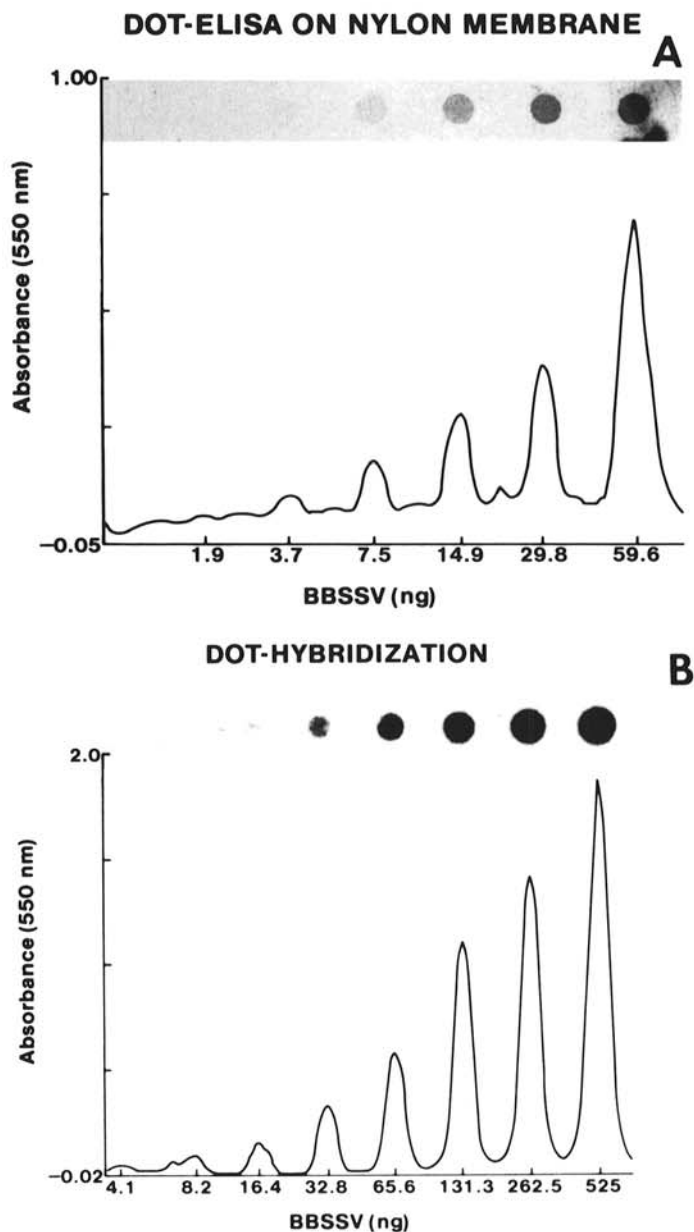 DOT-ELISA ON NYLON MEMBRANE
A
1.00
Absorbance (550 nm)
−0.05
1.9 3.7 7.5 14.9 29.8 59.6
BBSSV (ng)
DOT-HYBRIDIZATION
B
2.0
Absorbance (550 nm)
−0.02
4.1 8.2 16.4 32.8 65.6 131.3 262.5 525
BBSSV (ng)